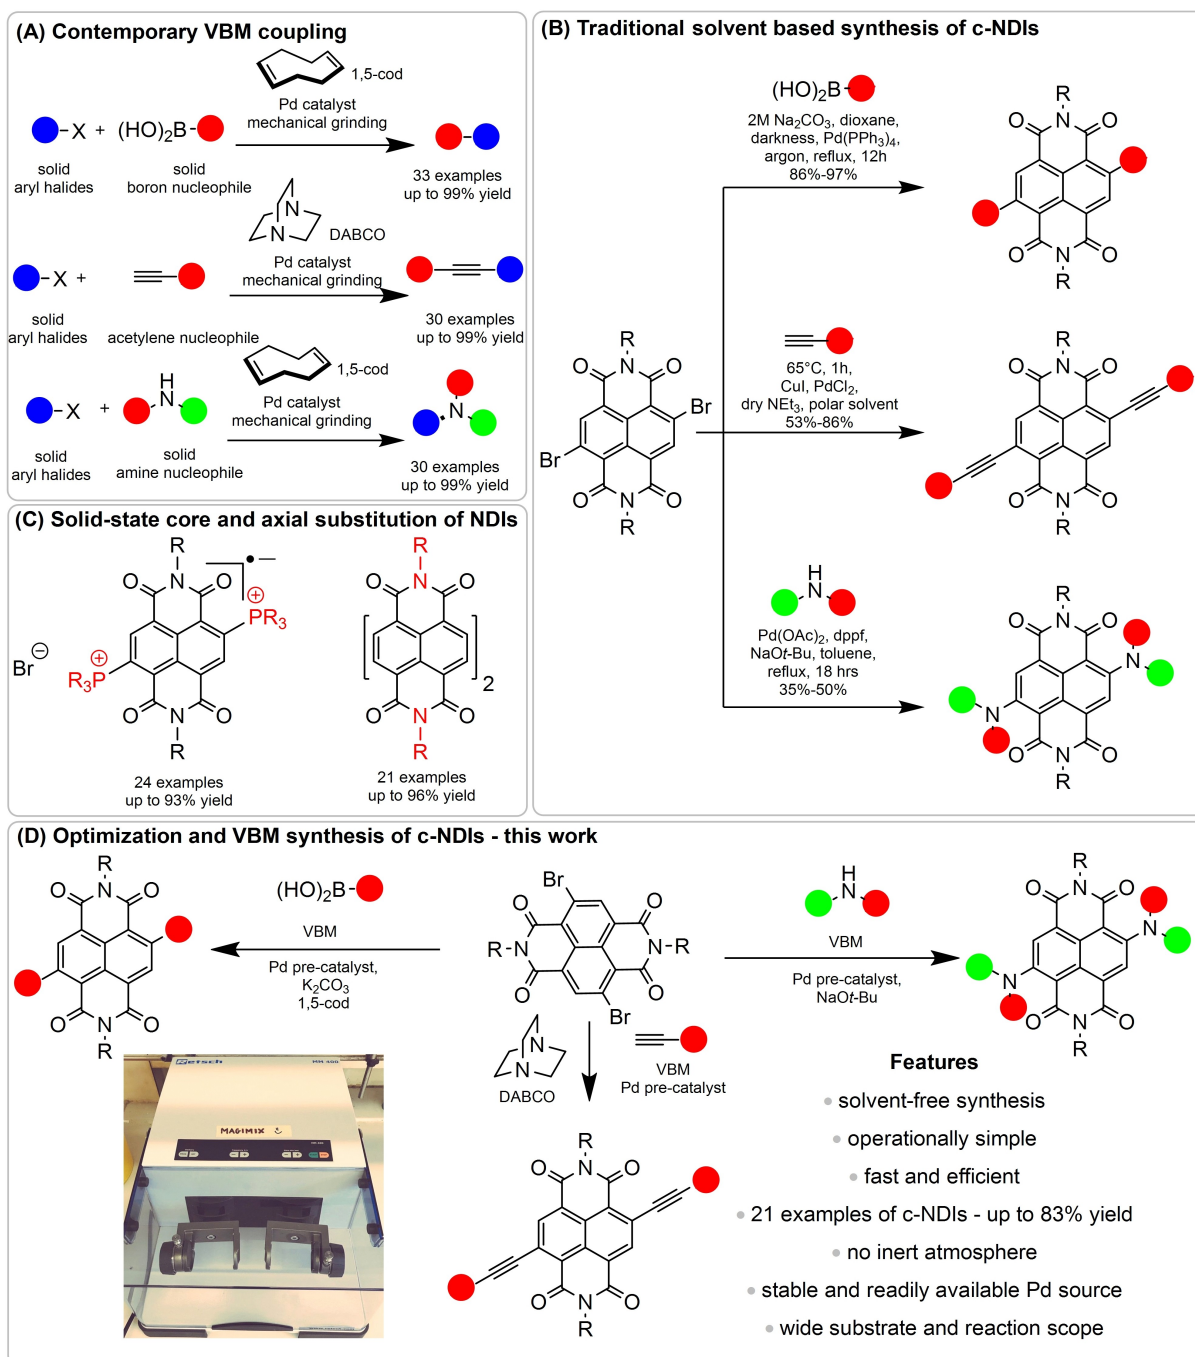 (A) Contemporary VBM coupling
1,5-cod
Pd catalyst
mechanical grinding
X + (HO)2B
solid
aryl halides
solid
boron nucleophile
33 examples
up to 99% yield
N
N
DABCO
Pd catalyst
mechanical grinding
X +
solid
aryl halides
acetylene nucleophile
30 examples
up to 99% yield
1,5-cod
Pd catalyst
mechanical grinding
X +
H
N
N
solid
aryl halides
solid
amine nucleophile
30 examples
up to 99% yield
(B) Traditional solvent based synthesis of c-NDIs
(HO)2B
2M Na2CO3, dioxane,
darkness, Pd(PPh3)4,
argon, reflux, 12h
86%-97%
R
O N O
O N O
R
R
O N O
Br
Br
O N O
R
65°C, 1h,
CuI, PdCl2,
dry NEt3, polar solvent
53%-86%
R
O N O
O N O
R
H
N
Pd(OAc)2, dppf,
NaOt-Bu, toluene,
reflux, 18 hrs
35%-50%
R
O N O
N
N
O N O
R
(C) Solid-state core and axial substitution of NDIs
R
O N O
• –
⊕
PR3
Br⊖
⊕
R3P
O N O
R
24 examples
up to 93% yield
R
O N O
2
O N O
R
21 examples
up to 96% yield
(D) Optimization and VBM synthesis of c-NDIs - this work
R
O N O
O N O
R
(HO)2B
VBM
Pd pre-catalyst,
K2CO3
1,5-cod
Br
O O
R-N N-R
O O
Br
H
N
VBM
Pd pre-catalyst,
NaOt-Bu
R
O N O
N
N
O N O
R
N
N
DABCO
VBM
Pd pre-catalyst
R
O N O
O N O
R
Retsch
MM 400
MAGIMIX
Features
• solvent-free synthesis
• operationally simple
• fast and efficient
• 21 examples of c-NDIs - up to 83% yield
• no inert atmosphere
• stable and readily available Pd source
• wide substrate and reaction scope